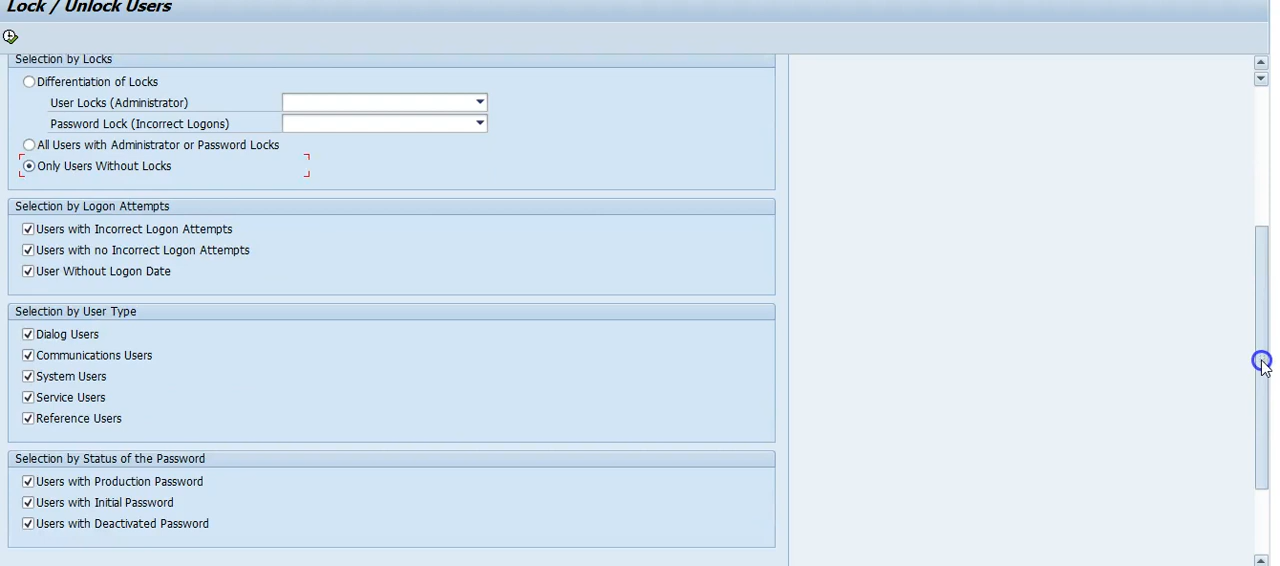 Lock / Unlock Users
Selection by Locks
Differentiation of Locks
User Locks (Administrator)
Password Lock (Incorrect Logons)
All Users with Administrator or Password Locks
Only Users Without Locks
Selection by Logon Attempts
Users with Incorrect Logon Attempts
Users with no Incorrect Logon Attempts
User Without Logon Date
Selection by User Type
Dialog Users
Communications Users
System Users
Service Users
Reference Users
Selection by Status of the Password
Users with Production Password
Users with Initial Password
Users with Deactivated Password